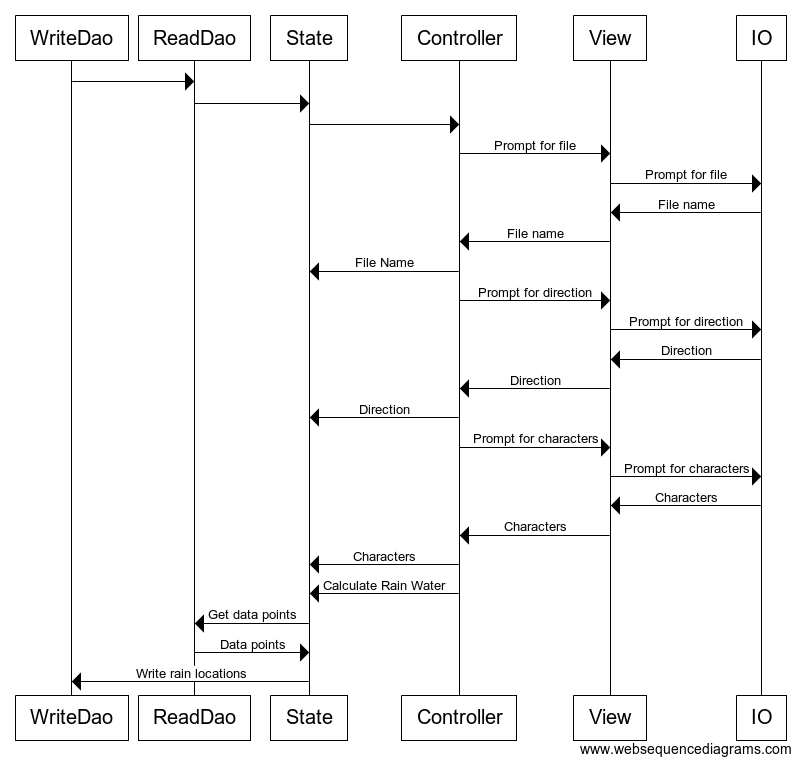 WriteDao ReadDao State Controller View IO
Prompt for file
Prompt for file
File name
File name
File Name
Prompt for direction
Prompt for direction
Direction
Direction
Direction
Prompt for characters
Prompt for characters
Characters
Characters
Characters
Calculate Rain Water
Get data points
Data points
Write rain locations
WriteDao ReadDao State Controller View IO
www.websequencediagrams.com